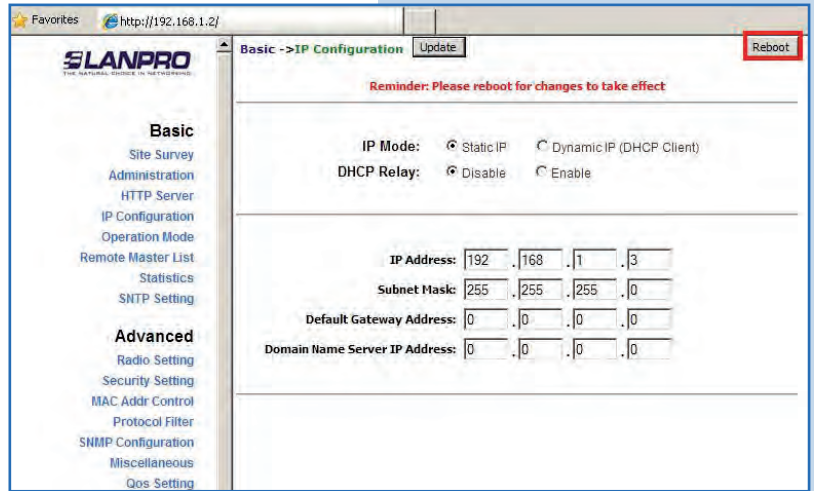 Favorites http://192.168.1.2/
SLANPRO
THE NATURAL CHOICE IN NETWORKING
Basic ->IP Configuration Update Reboot
Reminder: Please reboot for changes to take effect
Basic
Site Survey
Administration
HTTP Server
IP Configuration
Operation Mode
Remote Master List
Statistics
SNTP Setting
Advanced
Radio Setting
Security Setting
MAC Addr Control
Protocol Filter
SNMP Configuration
Miscellaneous
Qos Setting
IP Mode: Static IP Dynamic IP (DHCP Client)
DHCP Relay: Disable Enable
IP Address: 192 . 168 . 1 . 3
Subnet Mask: 255 . 255 . 255 . 0
Default Gateway Address: 0 . 0 . 0 . 0
Domain Name Server IP Address: 0 . 0 . 0 . 0